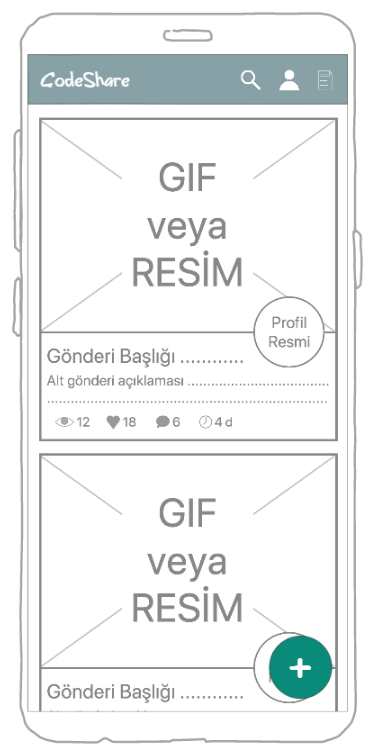 CodeShare
GIF
veya
RESİM
Profil
Resmi
Gönderi Başlığı ............
Alt gönderi açıklaması ..................................
....................................................................
12 18 6 4 d
GIF
veya
RESİM
+
Gönderi Başlığı ............